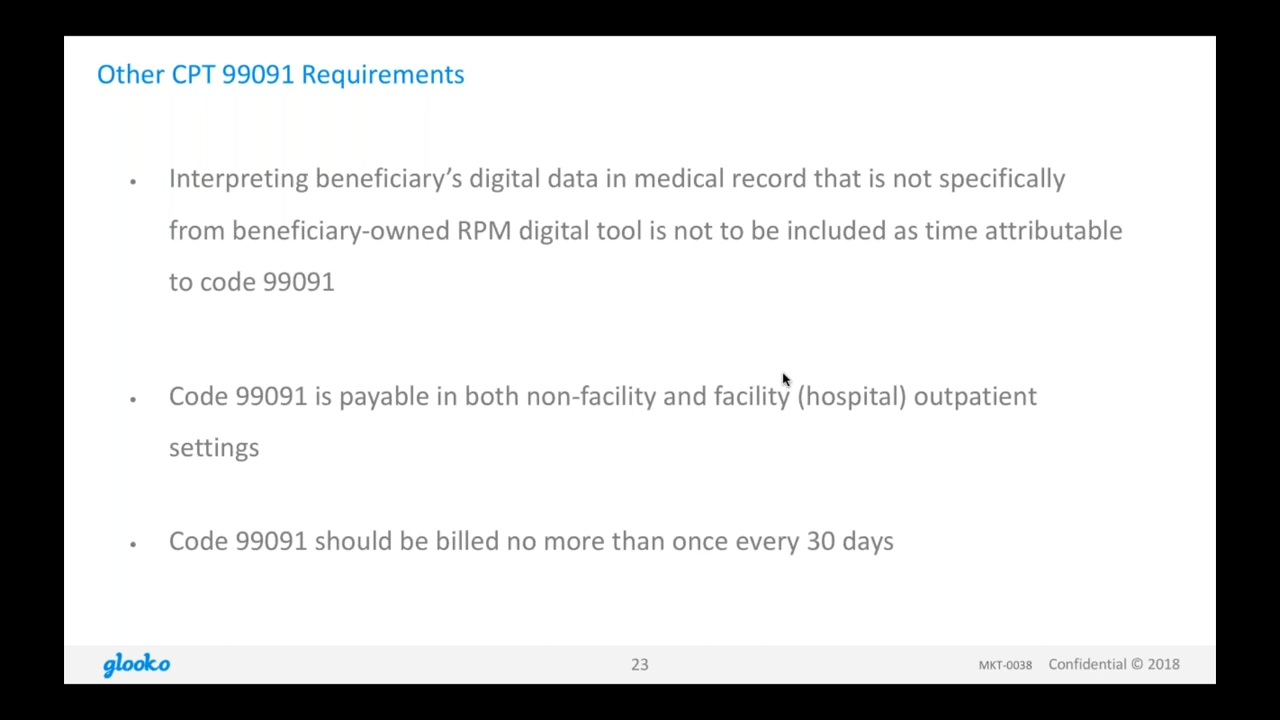 Other CPT 99091 Requirements
• Interpreting beneficiary’s digital data in medical record that is not specifically
from beneficiary-owned RPM digital tool is not to be included as time attributable
to code 99091
• Code 99091 is payable in both non-facility and facility (hospital) outpatient
settings
• Code 99091 should be billed no more than once every 30 days
glooko 23 MKT-0038 Confidential © 2018